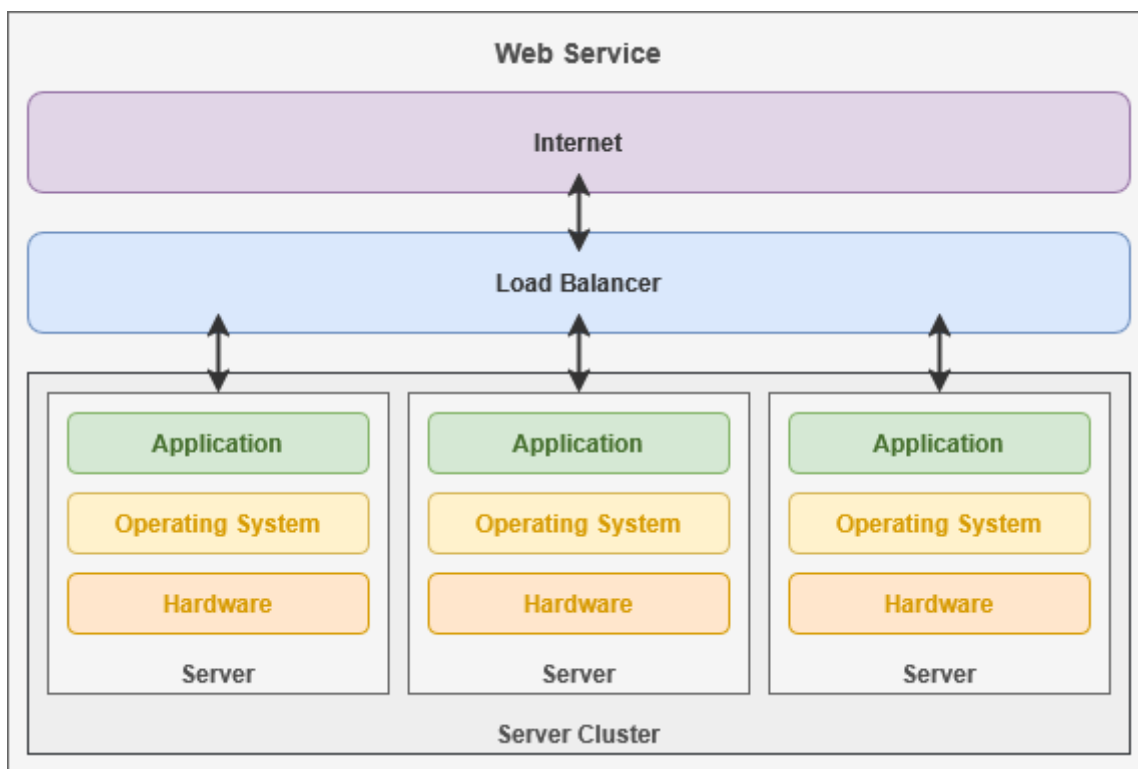 Web Service
Internet
Load Balancer
Application
Application
Application
Operating System
Operating System
Operating System
Hardware
Hardware
Hardware
Server
Server
Server
Server Cluster